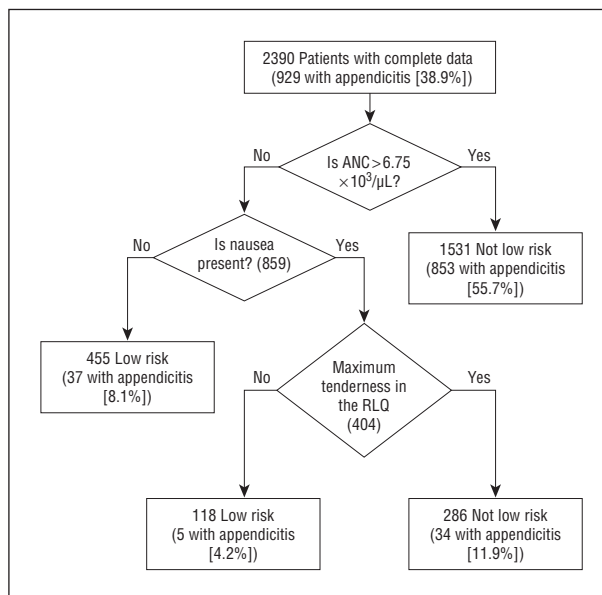 2390 Patients with complete data
(929 with appendicitis [38.9%])
No
Is ANC>6.75
×10³/μL?
Yes
No
Is nausea
present? (859)
Yes
1531 Not low risk
(853 with appendicitis
[55.7%])
455 Low risk
(37 with appendicitis
[8.1%])
No
Maximum
tenderness in
the RLQ
(404)
Yes
118 Low risk
(5 with appendicitis
[4.2%])
286 Not low risk
(34 with appendicitis
[11.9%])